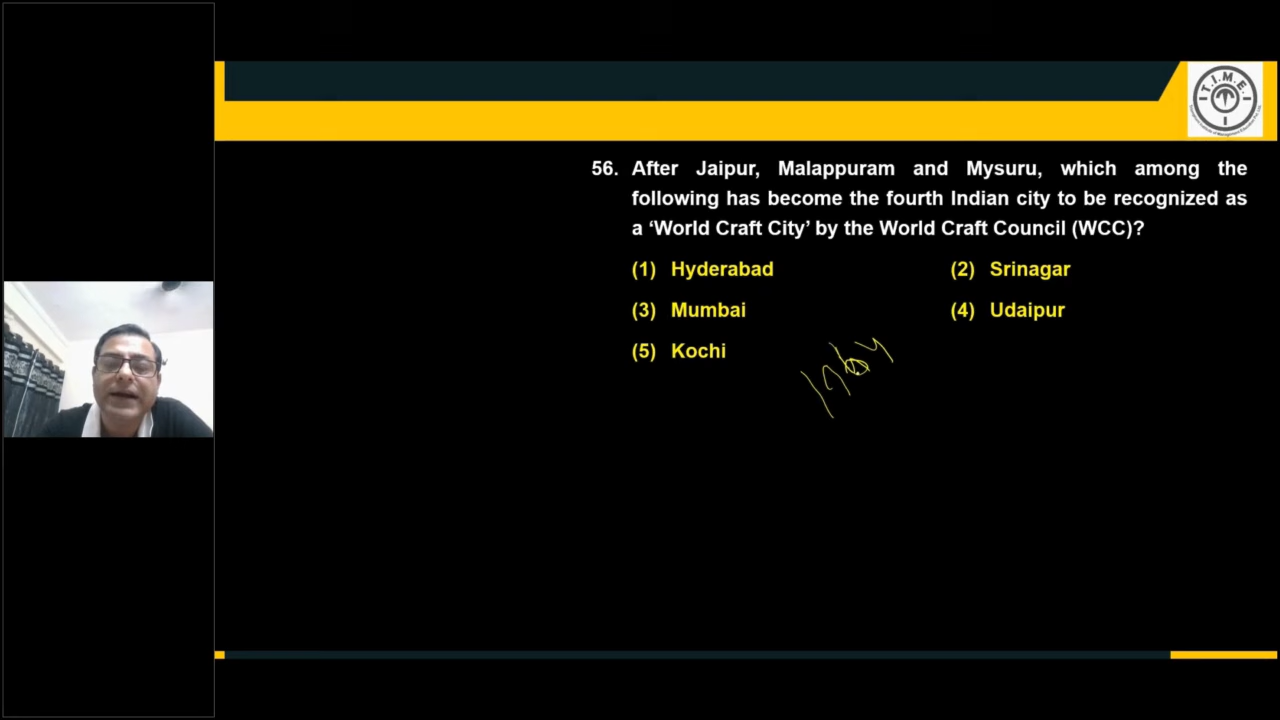 T.I.M.E.
56. After Jaipur, Malappuram and Mysuru, which among the
following has become the fourth Indian city to be recognized as
a ‘World Craft City’ by the World Craft Council (WCC)?
(1) Hyderabad (2) Srinagar
(3) Mumbai (4) Udaipur
(5) Kochi
1964